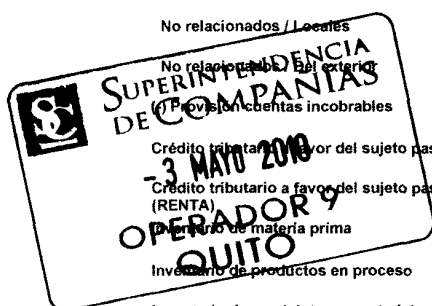 No relacionados / Locales
No relacionados / Del exterior
SUPERINTENDENCIA
DE COMPAÑIAS
(-) Provisión cuentas incobrables
Crédito tributario a favor del sujeto pas
- 3 MAYO 2010
Crédito tributario a favor del sujeto pas
(RENTA)
OPERADOR 9
Inventario de materia prima
QUITO
Inventario de productos en proceso